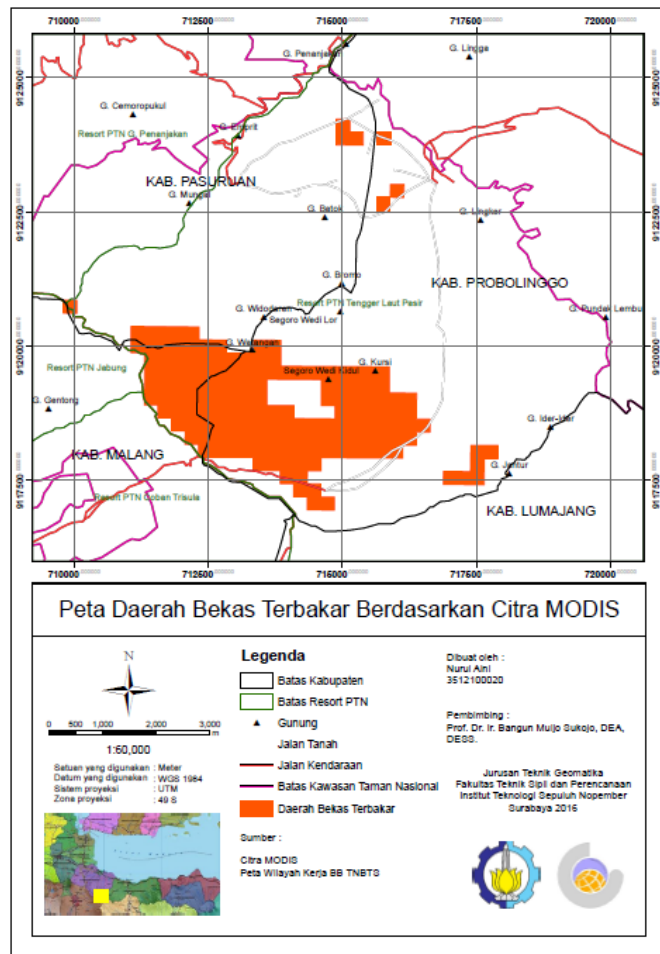 710000 712500 715000 717500 720000
G. Penanjakan
G. Lingga
9125000
9125000
G. Cemoropukul
Resort PTN G. Penanjakan
G. Emprit
KAB. PASURUAN
G. Mungal
G. Batok
G. Lingker
9122500
9122500
G. Bromo
KAB. PROBOLINGGO
G. Widodaren
Resort PTN Tengger Laut Pasir
Segoro Wedi Lor
G. Pundak Lembu
G. Watangan
9120000
9120000
Resort PTN Jabung
Segoro Wedi Kidul
G. Kursi
G. Gentong
G. Ider-Ider
KAB. MALANG
G. Jantur
Resort PTN Coban Trisula
9117500
9117500
KAB. LUMAJANG
710000 712500 715000 717500 720000
Peta Daerah Bekas Terbakar Berdasarkan Citra MODIS
N
0 500 1,000 2,000 3,000
m
1:60,000
Satuan yang digunakan : Meter
Datum yang digunakan : WGS 1984
Sistem proyeksi : UTM
Zone proyeksi : 49 S
Legenda
Batas Kabupaten
Batas Resort PTN
Gunung
Jalan Tanah
Jalan Kendaraan
Batas Kawasan Taman Nasional
Daerah Bekas Terbakar
Sumber :
Citra MODIS
Peta Wilayah Kerja BB TNBTS
Dibuat oleh :
Nurul Aini
3512100020
Pembimbing :
Prof. Dr. Ir. Bangun Muljo Sukojo, DEA,
DESS.
Jurusan Teknik Geomatika
Fakultas Teknik Sipil dan Perencanaan
Institut Teknologi Sepuluh Nopember
Surabaya 2016